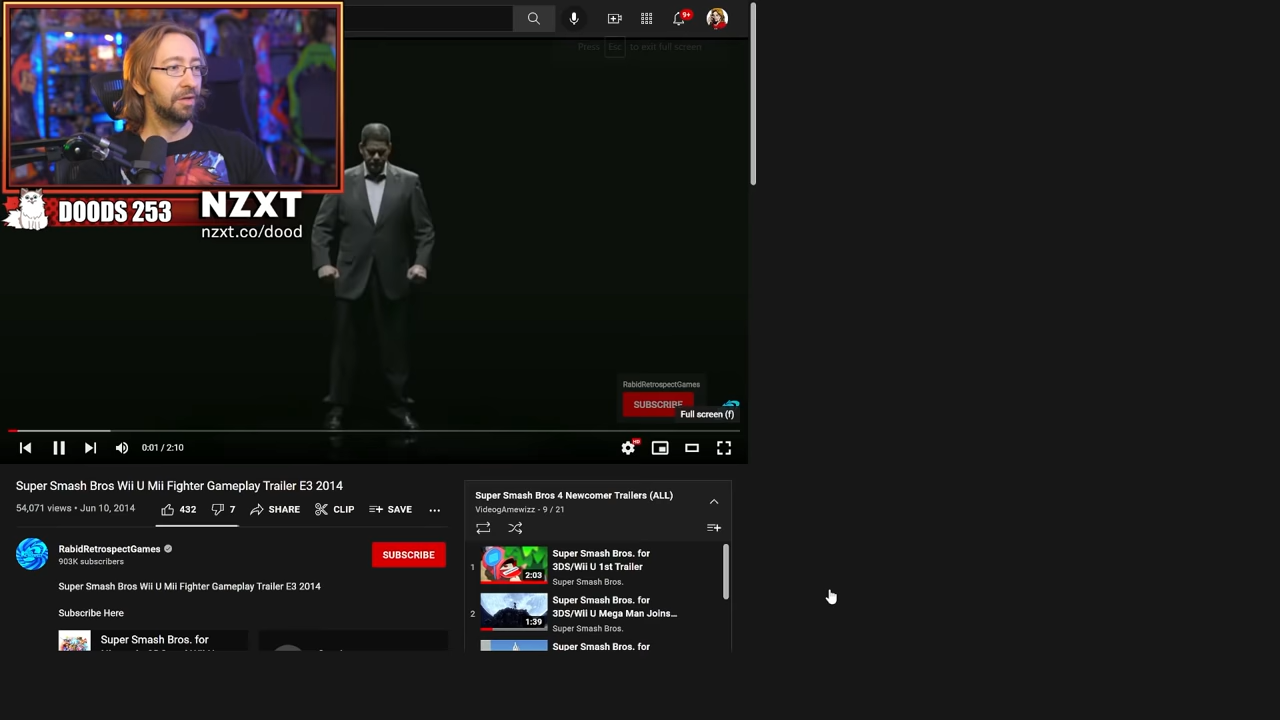 9+
Press Esc to exit full screen
DOODS 253
NZXT
nzxt.co/dood
RabidRetrospectGames
SUBSCRIBE
Full screen (f)
0:01 / 2:10
HD
Super Smash Bros Wii U Mii Fighter Gameplay Trailer E3 2014
54,071 views • Jun 10, 2014
432
7
SHARE
CLIP
SAVE
RabidRetrospectGames
903K subscribers
SUBSCRIBE
Super Smash Bros Wii U Mii Fighter Gameplay Trailer E3 2014
Subscribe Here
Super Smash Bros. for
Super Smash Bros 4 Newcomer Trailers (ALL)
VideogAmewizz - 9 / 21
1
2:03
Super Smash Bros. for
3DS/Wii U 1st Trailer
Super Smash Bros.
2
1:39
Super Smash Bros. for
3DS/Wii U Mega Man Joins...
Super Smash Bros.
Super Smash Bros. for